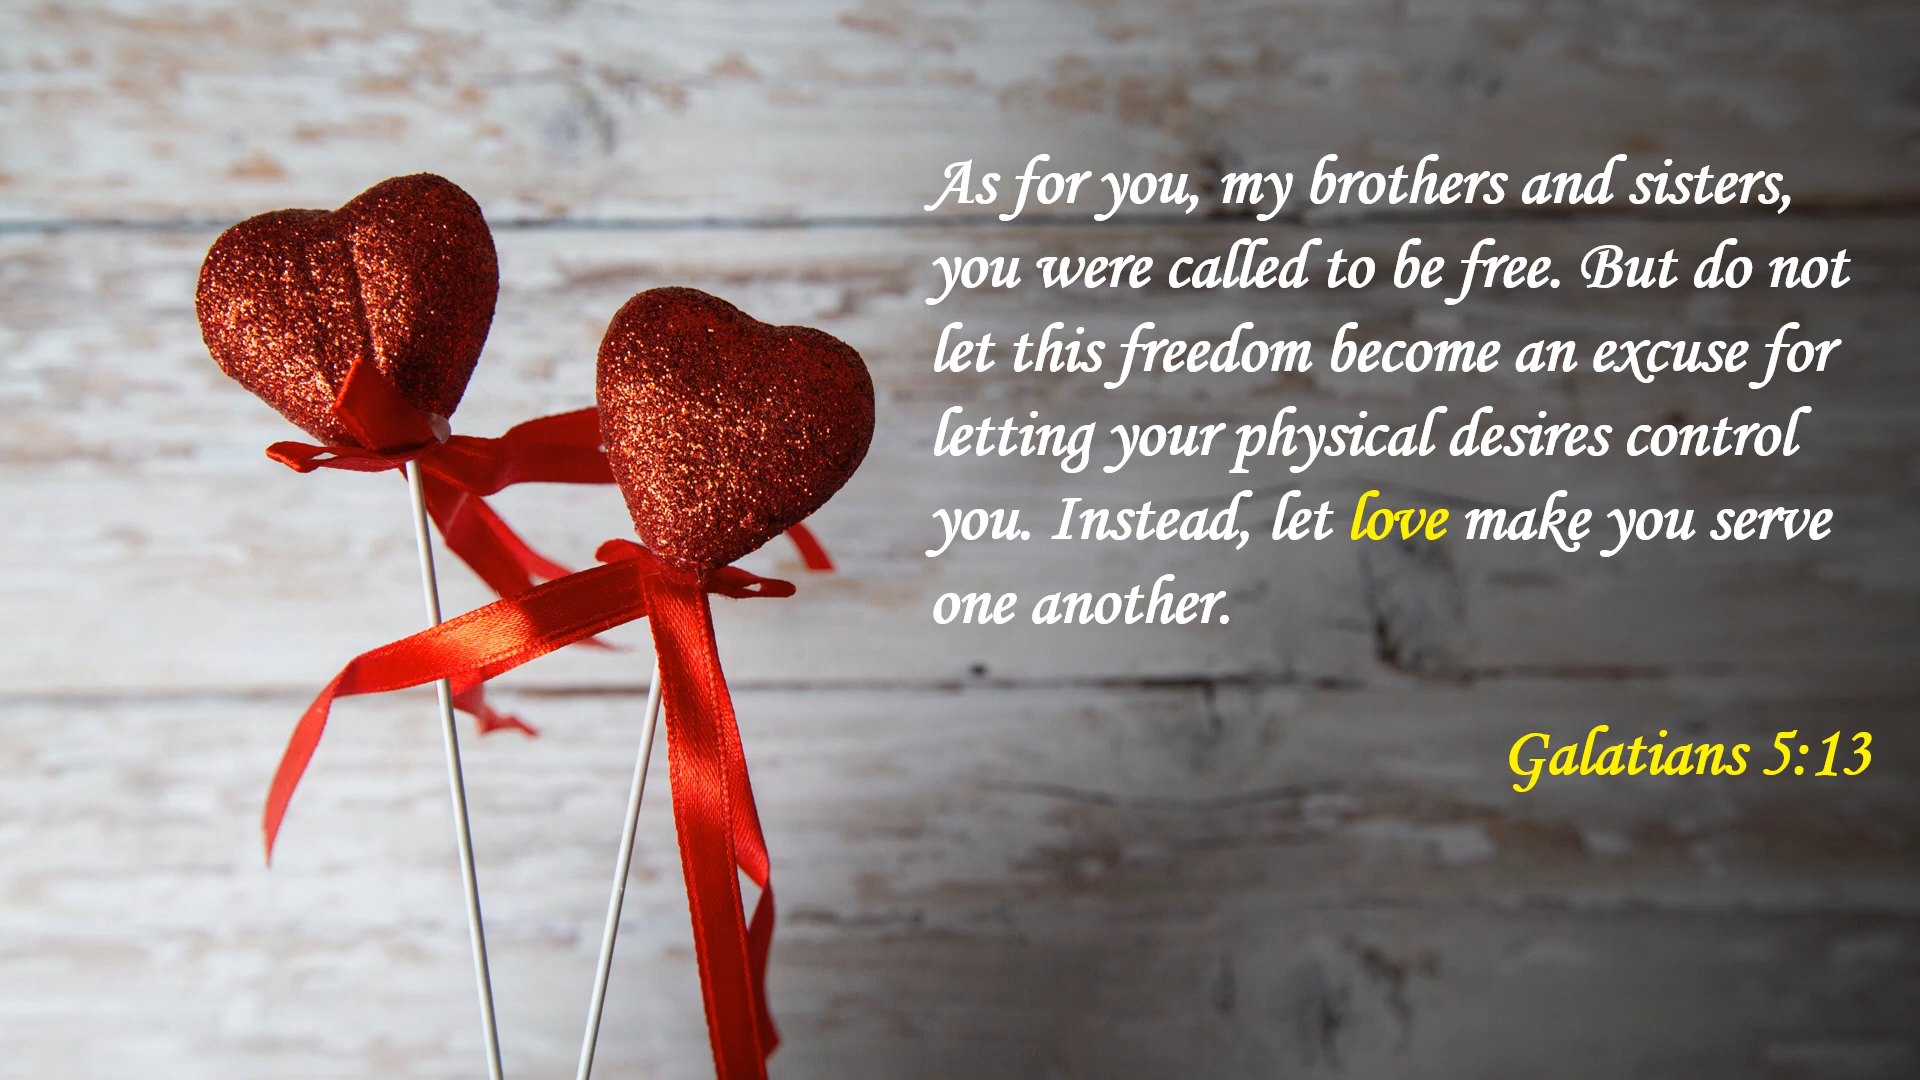 As for you, my brothers and sisters,
you were called to be free. But do not
let this freedom become an excuse for
letting your physical desires control
you. Instead, let love make you serve
one another.
Galatians 5:13